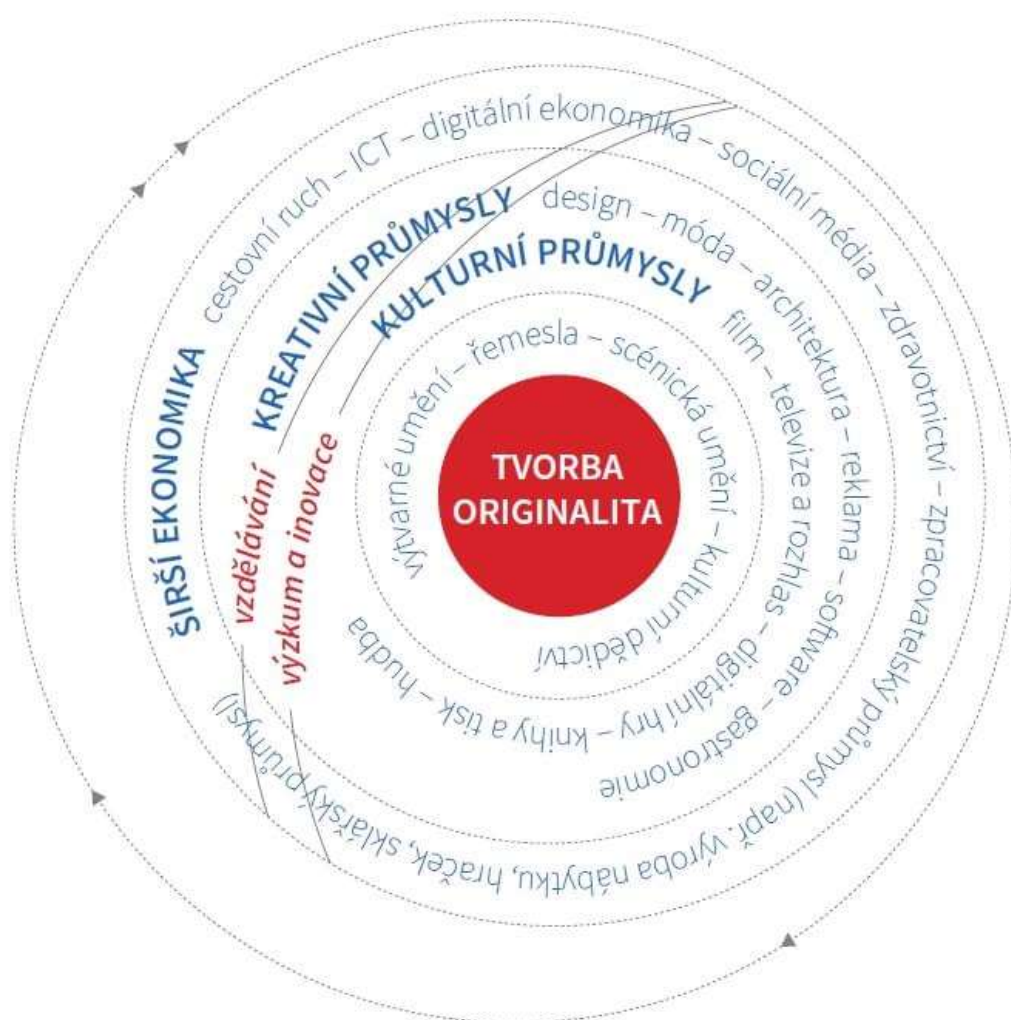 TVORBA
ORIGINALITA
výtvarné umění – řemesla – scénická umění – kulturní dědictví
KULTURNÍ PRŮMYSLY
film – televize a rozhlas – digitální hry – knihy a tisk – hudba
KREATIVNÍ PRŮMYSLY
design – móda – architektura – reklama – software – gastronomie
ŠIRŠÍ EKONOMIKA
cestovní ruch – ICT – digitální ekonomika – sociální média – zdravotnictví – zpracovatelský průmysl (např. výroba nábytku, hraček, sklářský průmysl)
vzdělávání
výzkum a inovace